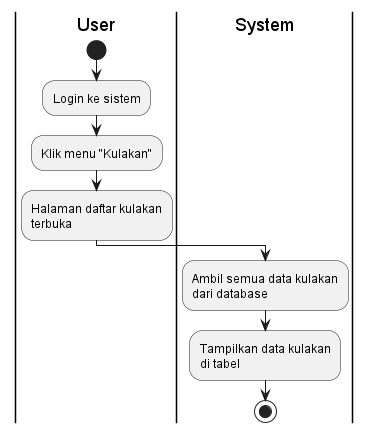 User
System
Login ke sistem
Klik menu "Kulakan"
Halaman daftar kulakan
terbuka
Ambil semua data kulakan
dari database
Tampilkan data kulakan
di tabel